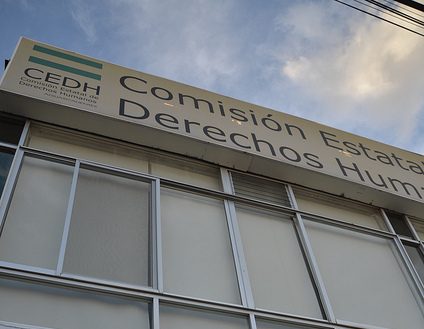 CEDH
Comisión Estatal de
Derechos Humanos
Comisión Estatal
Derechos Huma